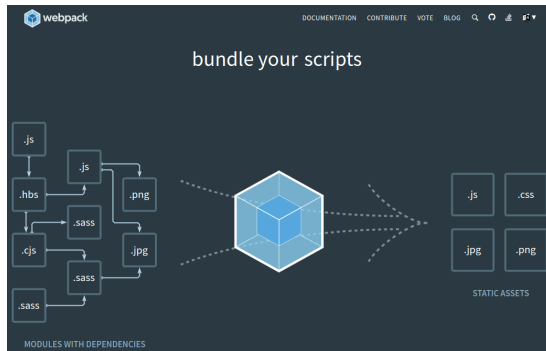 webpack
DOCUMENTATION CONTRIBUTE VOTE BLOG
bundle your scripts
.js
.js
.hbs
.png
.sass
.cjs
.jpg
.sass
.sass
MODULES WITH DEPENDENCIES
.js
.css
.jpg
.png
STATIC ASSETS